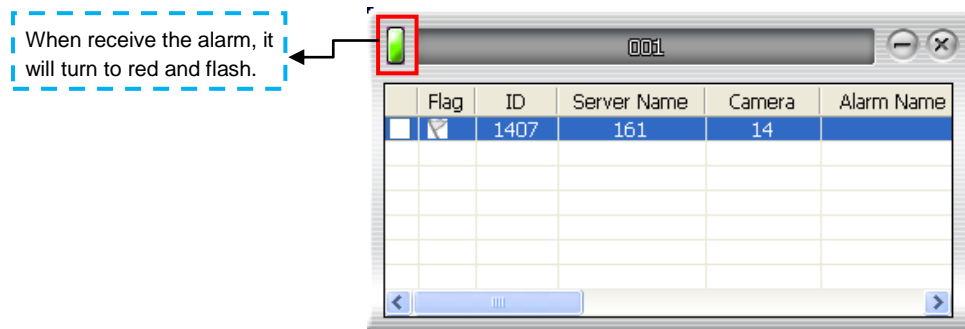 When receive the alarm, it
will turn to red and flash.
001
Flag ID Server Name Camera Alarm Name
1407 161 14